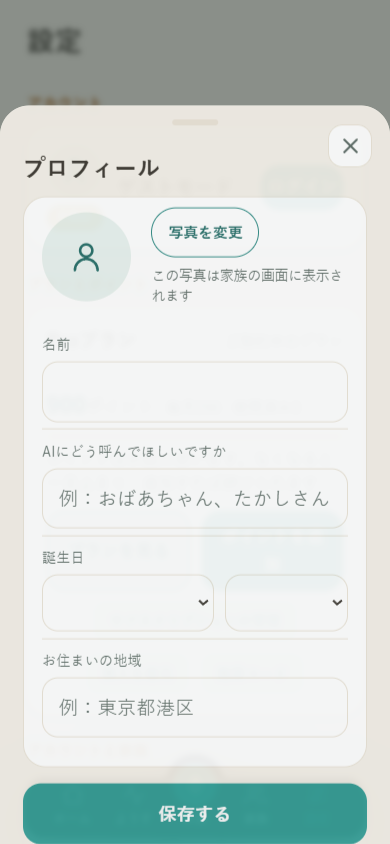 設定
プロフィール
写真を変更
この写真は家族の画面に表示さ
れます
名前
AIにどう呼んでほしいですか
例：おばあちゃん、たかしさん
誕生日
お住まいの地域
例：東京都港区
保存する